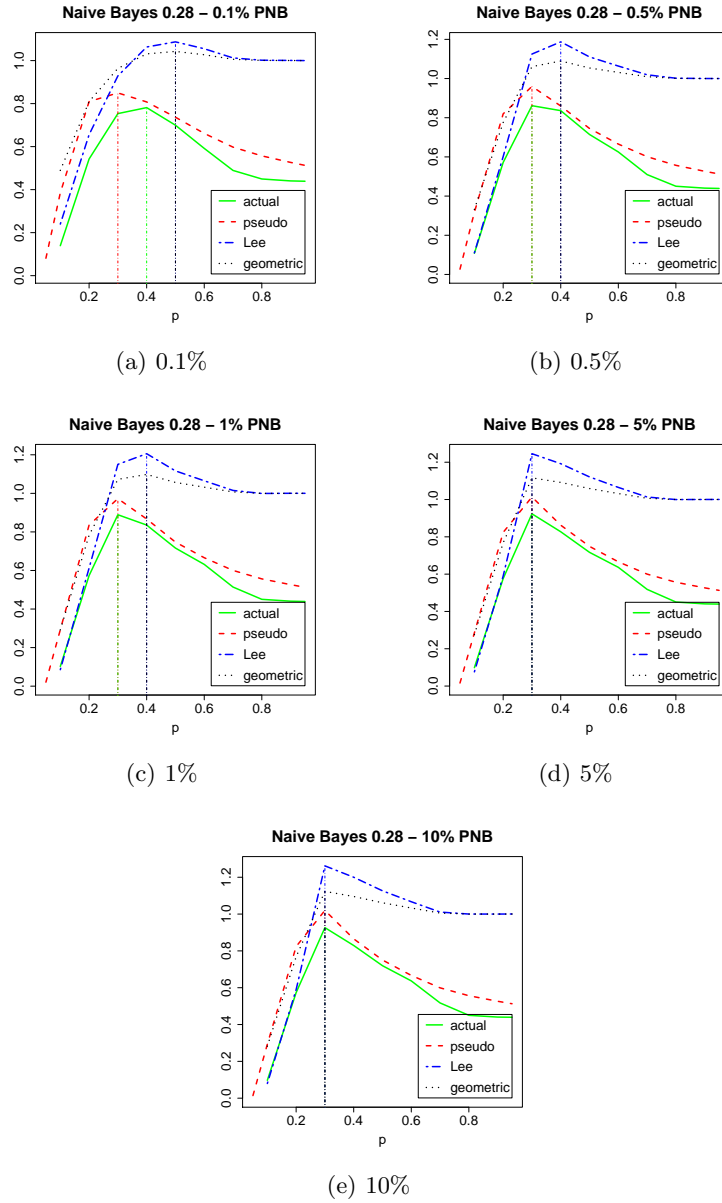 Naive Bayes 0.28 – 0.1% PNB
0.0 0.2 0.4 0.6 0.8 1.0
actual
pseudo
Lee
geometric
0.2 0.4 0.6 0.8
p
(a) 0.1%
Naive Bayes 0.28 – 0.5% PNB
0.0 0.2 0.4 0.6 0.8 1.0 1.2
actual
pseudo
Lee
geometric
0.2 0.4 0.6 0.8
p
(b) 0.5%
Naive Bayes 0.28 – 1% PNB
0.0 0.2 0.4 0.6 0.8 1.0 1.2
actual
pseudo
Lee
geometric
0.2 0.4 0.6 0.8
p
(c) 1%
Naive Bayes 0.28 – 5% PNB
0.0 0.2 0.4 0.6 0.8 1.0 1.2
actual
pseudo
Lee
geometric
0.2 0.4 0.6 0.8
p
(d) 5%
Naive Bayes 0.28 – 10% PNB
0.0 0.2 0.4 0.6 0.8 1.0 1.2
actual
pseudo
Lee
geometric
0.2 0.4 0.6 0.8
p
(e) 10%